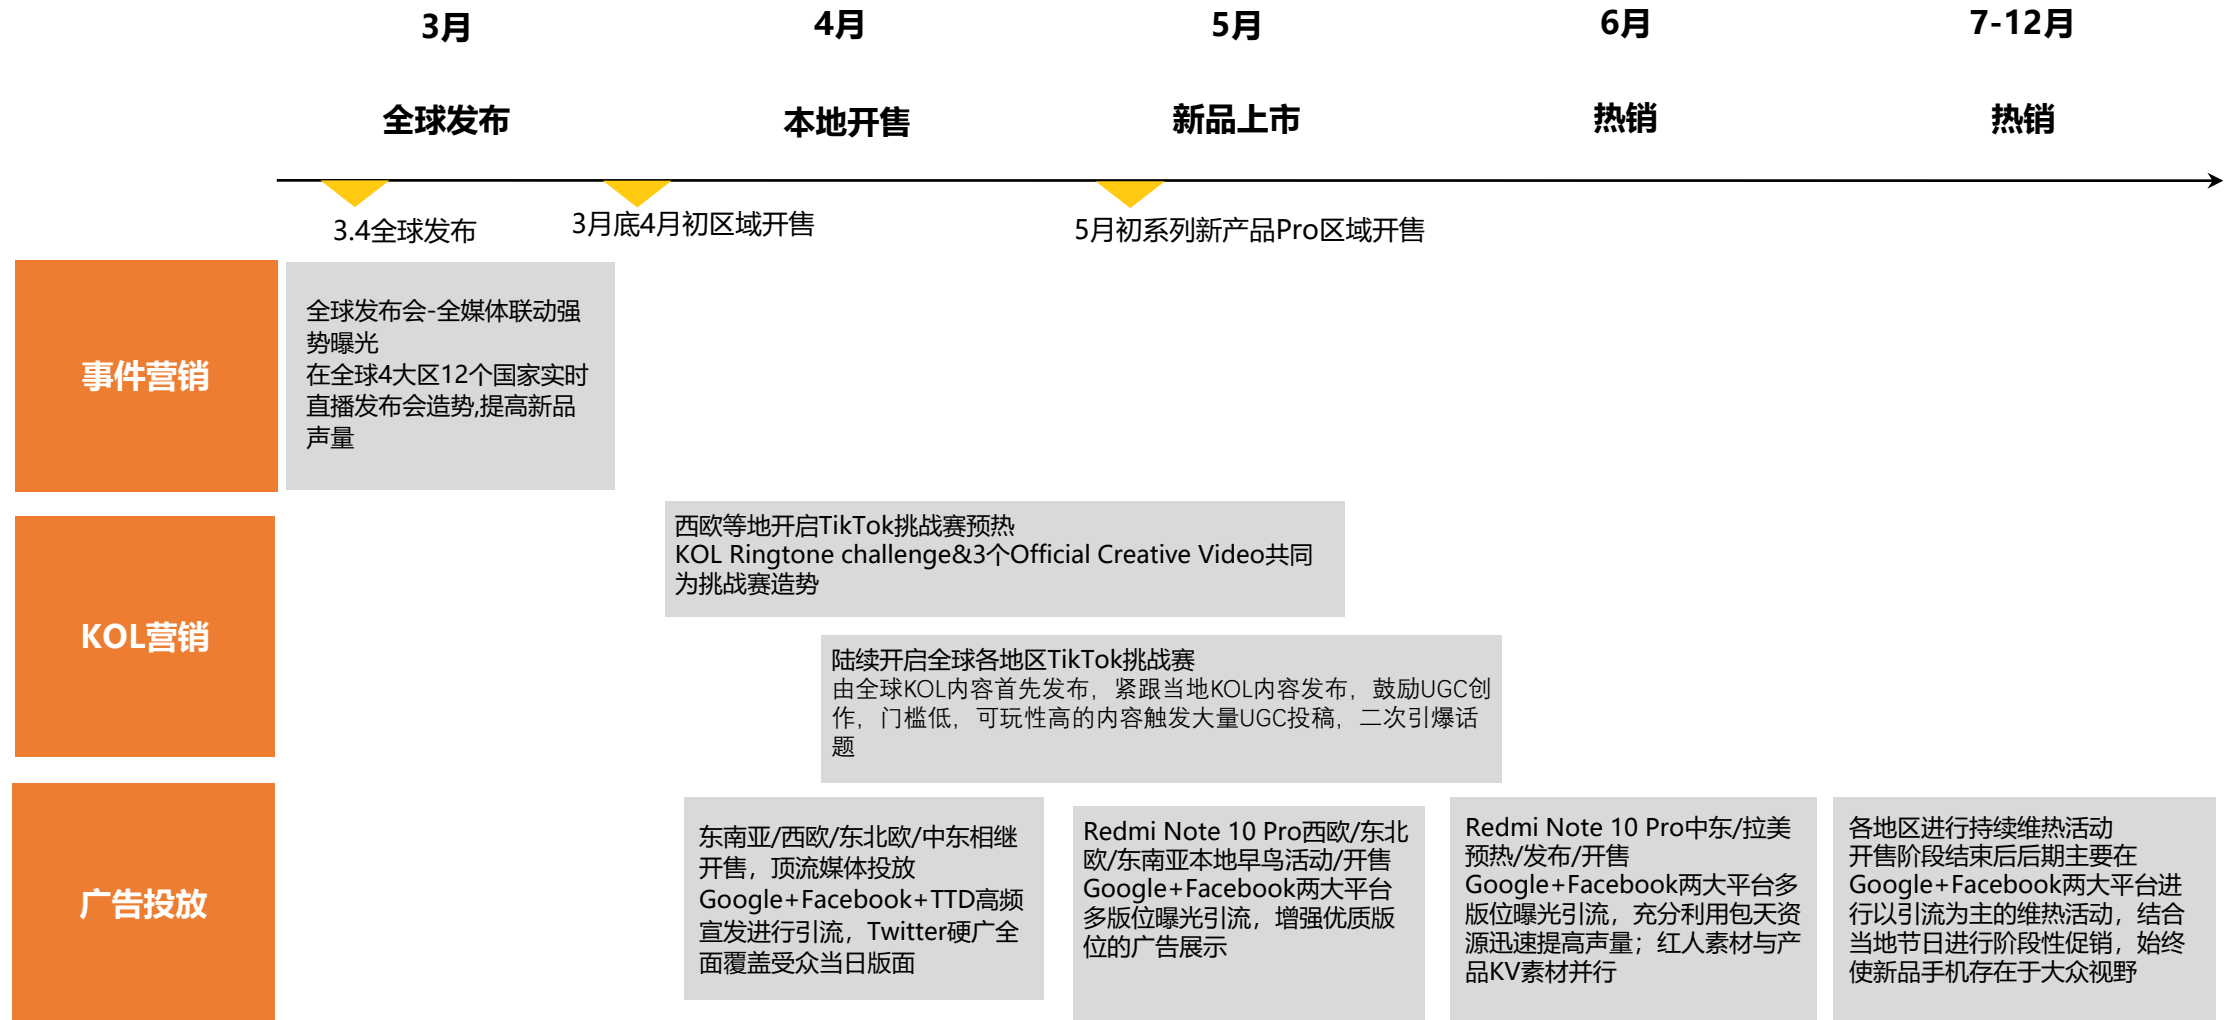 3月
4月
5月
6月
7-12月
全球发布
本地开售
新品上市
热销
热销
3.4全球发布
3月底4月初区域开售
5月初系列新产品Pro区域开售
事件营销
全球发布会-全媒体联动强
势曝光
在全球4大区12个国家实时
直播发布会造势,提高新品
声量
KOL营销
西欧等地开启TikTok挑战赛预热
KOL Ringtone challenge&3个Official Creative Video共同
为挑战赛造势
陆续开启全球各地区TikTok挑战赛
由全球KOL内容首先发布，紧跟当地KOL内容发布，鼓励UGC创
作，门槛低，可玩性高的内容触发大量UGC投稿，二次引爆话
题
广告投放
东南亚/西欧/东北欧/中东相继
开售，顶流媒体投放
Google+Facebook+TTD高频
宣发进行引流，Twitter硬广全
面覆盖受众当日版面
Redmi Note 10 Pro西欧/东北
欧/东南亚本地早鸟活动/开售
Google+Facebook两大平台
多版位曝光引流，增强优质版
位的广告展示
Redmi Note 10 Pro中东/拉美
预热/发布/开售
Google+Facebook两大平台多
版位曝光引流，充分利用包天资
源迅速提高声量；红人素材与产
品KV素材并行
各地区进行持续维热活动
开售阶段结束后后期主要在
Google+Facebook两大平台进
行以引流为主的维热活动，结合
当地节日进行阶段性促销，始终
使新品手机存在于大众视野